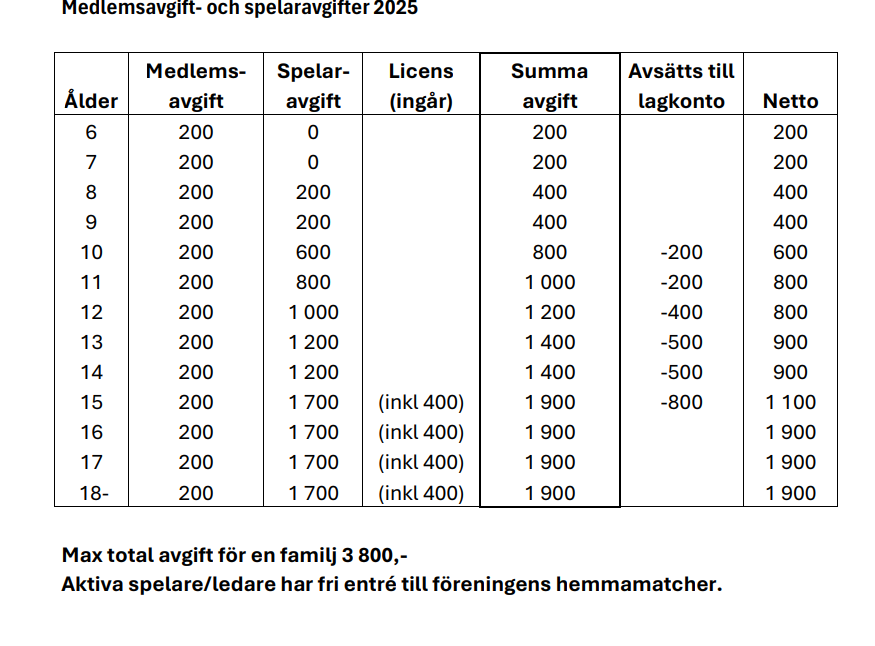 Medlemsavgift- och spelaravgifter 2025
Ålder Medlems-avgift Spelar-avgift Licens (ingår) Summa avgift Avsätts till lagkonto Netto
6 200 0 200 200
7 200 0 200 200
8 200 200 400 400
9 200 200 400 400
10 200 600 800 -200 600
11 200 800 1 000 -200 800
12 200 1 000 1 200 -400 800
13 200 1 200 1 400 -500 900
14 200 1 200 1 400 -500 900
15 200 1 700 (inkl 400) 1 900 -800 1 100
16 200 1 700 (inkl 400) 1 900 1 900
17 200 1 700 (inkl 400) 1 900 1 900
18- 200 1 700 (inkl 400) 1 900 1 900
Max total avgift för en familj 3 800,-
Aktiva spelare/ledare har fri entré till föreningens hemmamatcher.